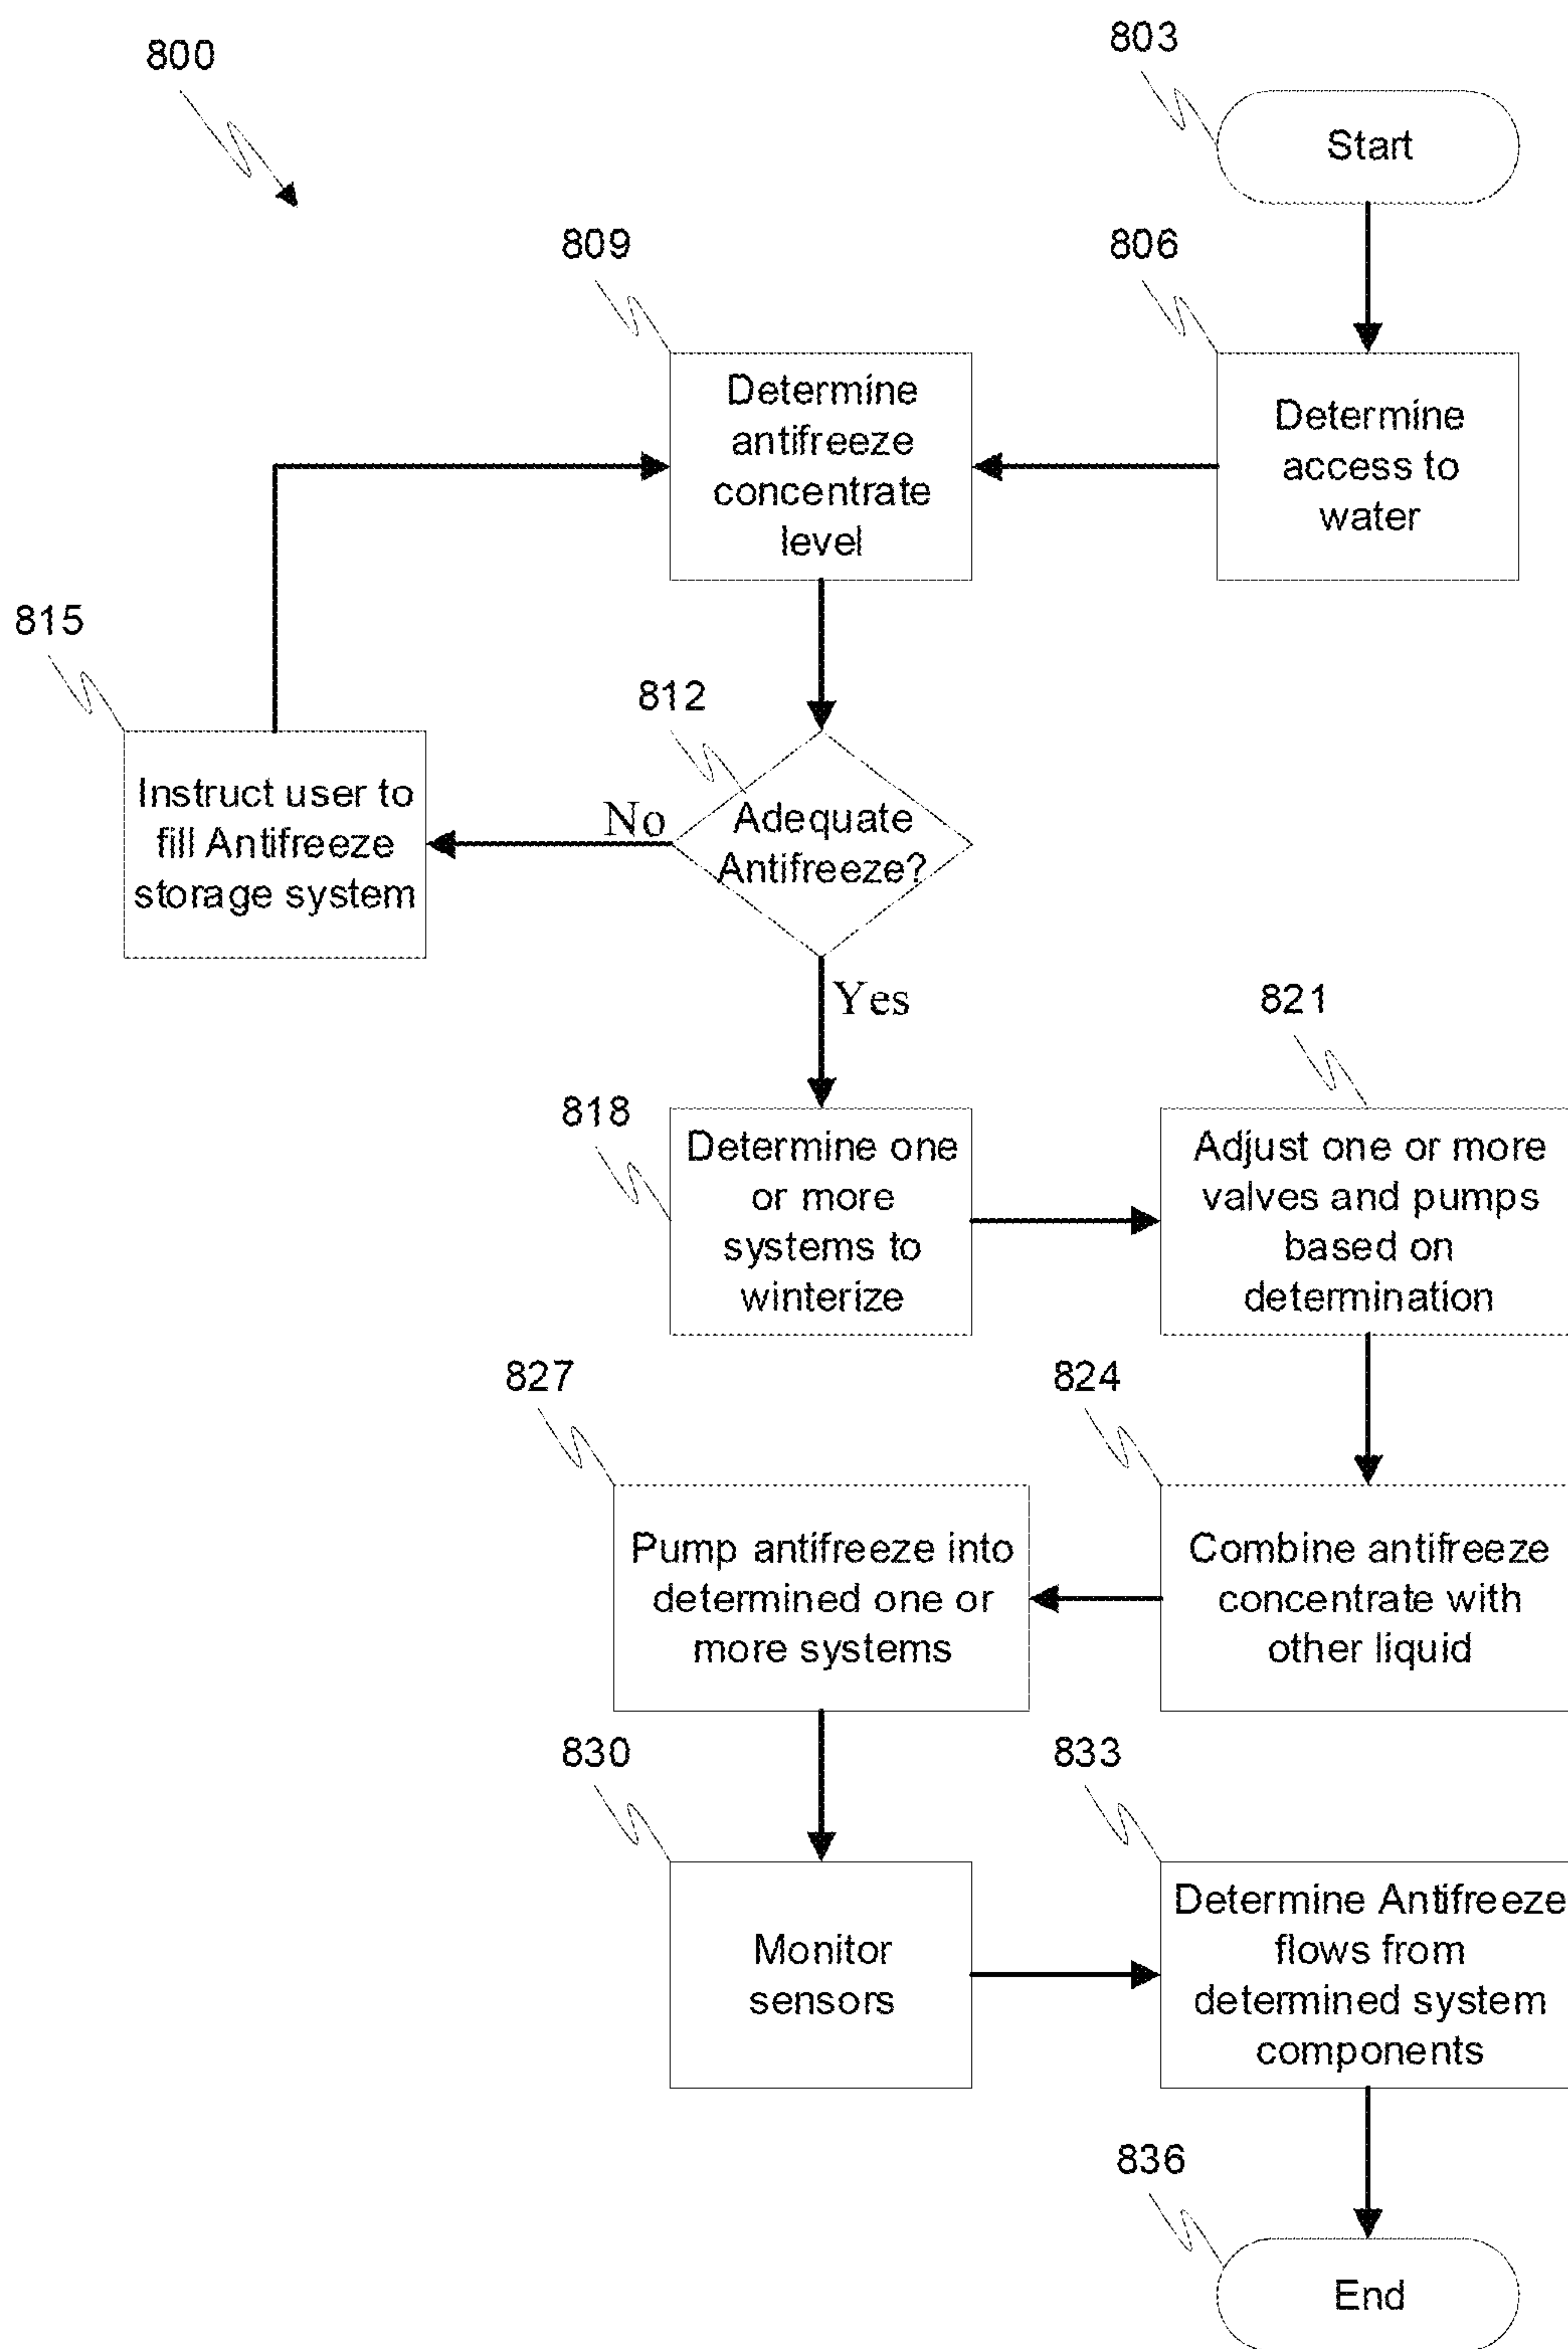 800
803
Start
806
Determine
access to
water
809
Determine
antifreeze
concentrate
level
812
Adequate
Antifreeze?
No
815
Instruct user to
fill Antifreeze
storage system
Yes
818
Determine one
or more
systems to
winterize
821
Adjust one or more
valves and pumps
based on
determination
824
Combine antifreeze
concentrate with
other liquid
827
Pump antifreeze into
determined one or
more systems
830
Monitor
sensors
833
Determine Antifreeze
flows from
determined system
components
836
End